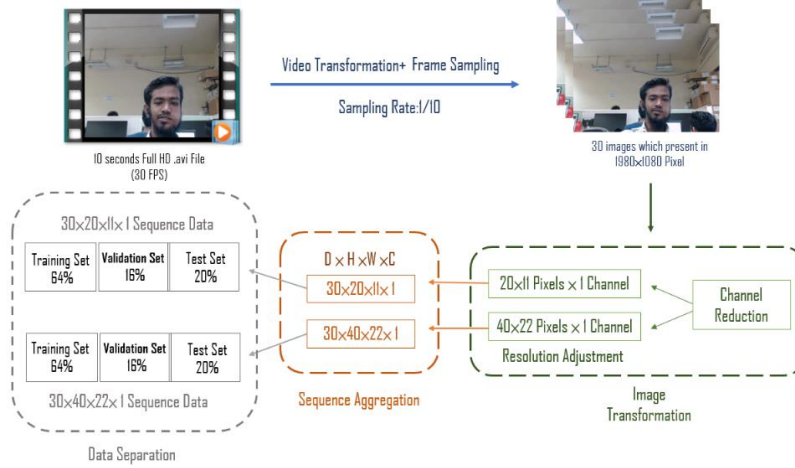 Video Transformation+ Frame Sampling
Sampling Rate:1/10
10 seconds Full HD .avi File
(30 FPS)
30 images which present in
1980×1080 Pixel
30×20×11×1 Sequence Data
Training Set
64%
Validation Set
16%
Test Set
20%
Training Set
64%
Validation Set
16%
Test Set
20%
30×40×22×1 Sequence Data
Data Separation
D × H ×W ×C
30×20×11×1
30×40×22×1
Sequence Aggregation
20×11 Pixels × 1 Channel
40×22 Pixels × 1 Channel
Resolution Adjustment
Channel
Reduction
Image
Transformation